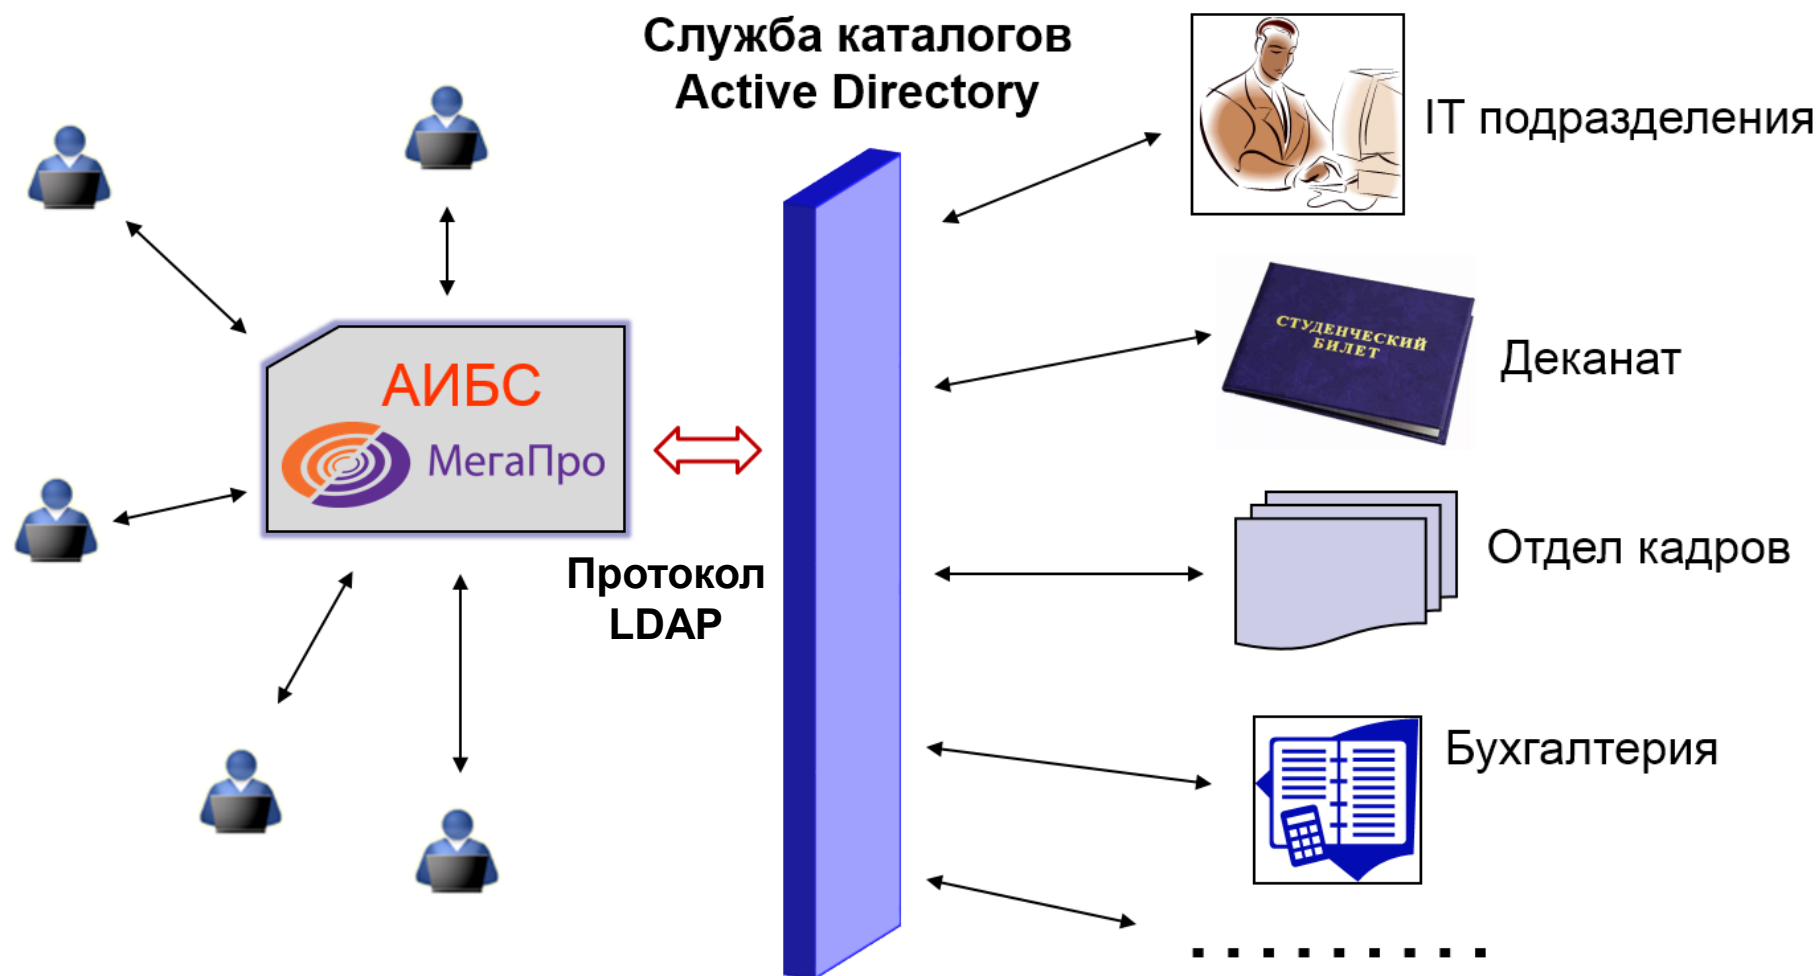 Служба каталогов
Active Directory
IT подразделения
СТУДЕНЧЕСКИЙ
БИЛЕТ
Деканат
АИБС
МегаПро
Протокол
LDAP
Отдел кадров
Бухгалтерия
. . . . . . . . .